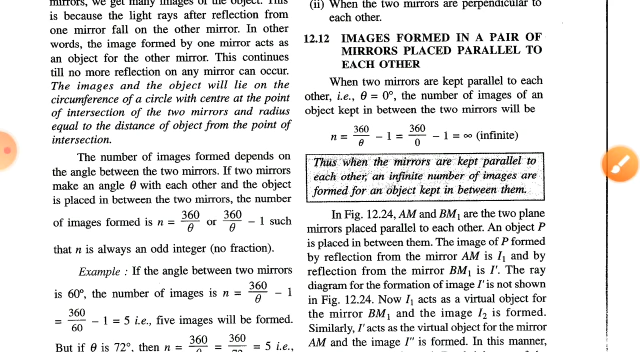 mirrors, we get many images of the object. This
is because the light rays after reflection from
one mirror fall on the other mirror. In other
words, the image formed by one mirror acts as
an object for the other mirror. This continues
till no more reflection on any mirror can occur.
The images and the object will lie on the
circumference of a circle with centre at the point
of intersection of the two mirrors and radius
equal to the distance of object from the point of
intersection.
The number of images formed depends on
the angle between the two mirrors. If two mirrors
make an angle θ with each other and the object
is placed in between the two mirrors, the number
of images formed is n = 360/θ or 360/θ − 1 such
that n is always an odd integer (no fraction).
Example : If the angle between two mirrors
is 60°, the number of images is n = 360/θ − 1
= 360/60 − 1 = 5 i.e., five images will be formed.
But if θ is 72°, then n = 360/θ = 360/72 = 5 i.e.,
(ii) When the two mirrors are perpendicular to
each other.
12.12 IMAGES FORMED IN A PAIR OF
MIRRORS PLACED PARALLEL TO
EACH OTHER
When two mirrors are kept parallel to each
other, i.e., θ = 0°, the number of images of an
object kept in between the two mirrors will be
n = 360/θ − 1 = 360/0 − 1 = ∞ (infinite)
Thus when the mirrors are kept parallel to
each other, an infinite number of images are
formed for an object kept in between them.
In Fig. 12.24, AM and BM₁ are the two plane
mirrors placed parallel to each other. An object P
is placed in between them. The image of P formed
by reflection from the mirror AM is I₁ and by
reflection from the mirror BM₁ is I'. The ray
diagram for the formation of image I' is not shown
in Fig. 12.24. Now I₁ acts as a virtual object for
the mirror BM₁ and the image I₂ is formed.
Similarly, I' acts as the virtual object for the mirror
AM and the image I" is formed. In this manner,